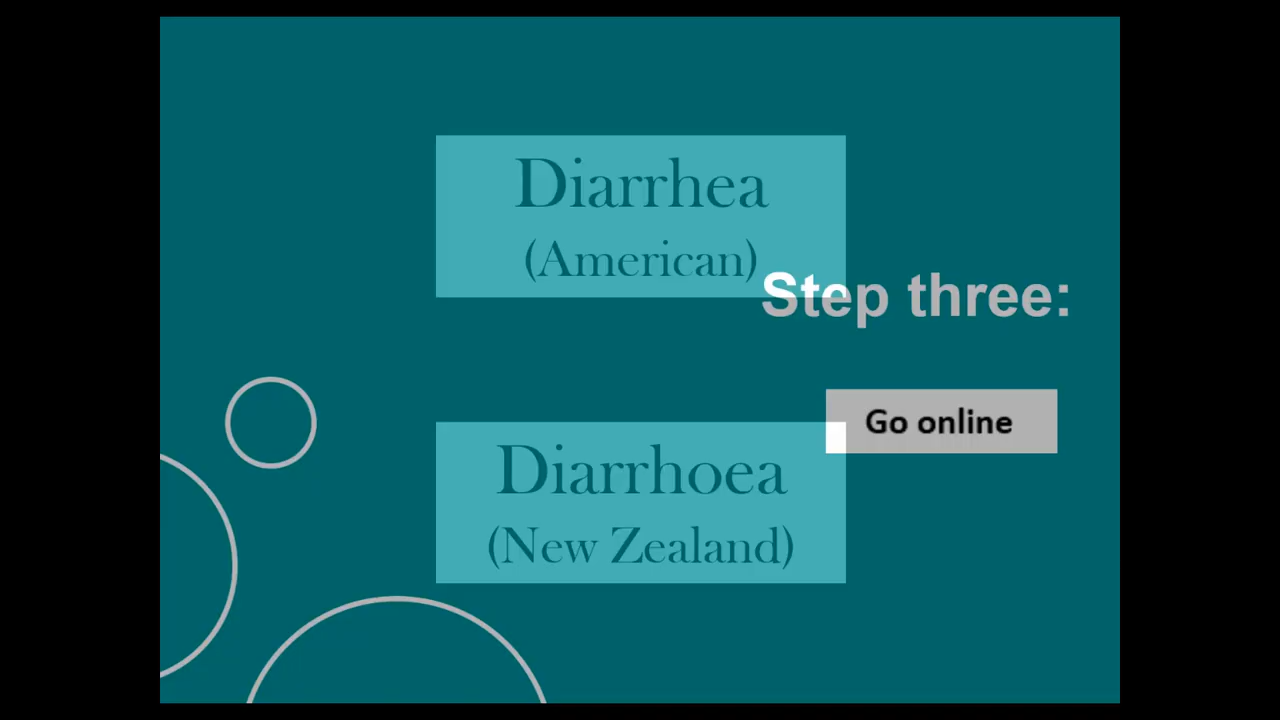 Diarrhea
(American)
Step three:
Go online
Diarrhoea
(New Zealand)